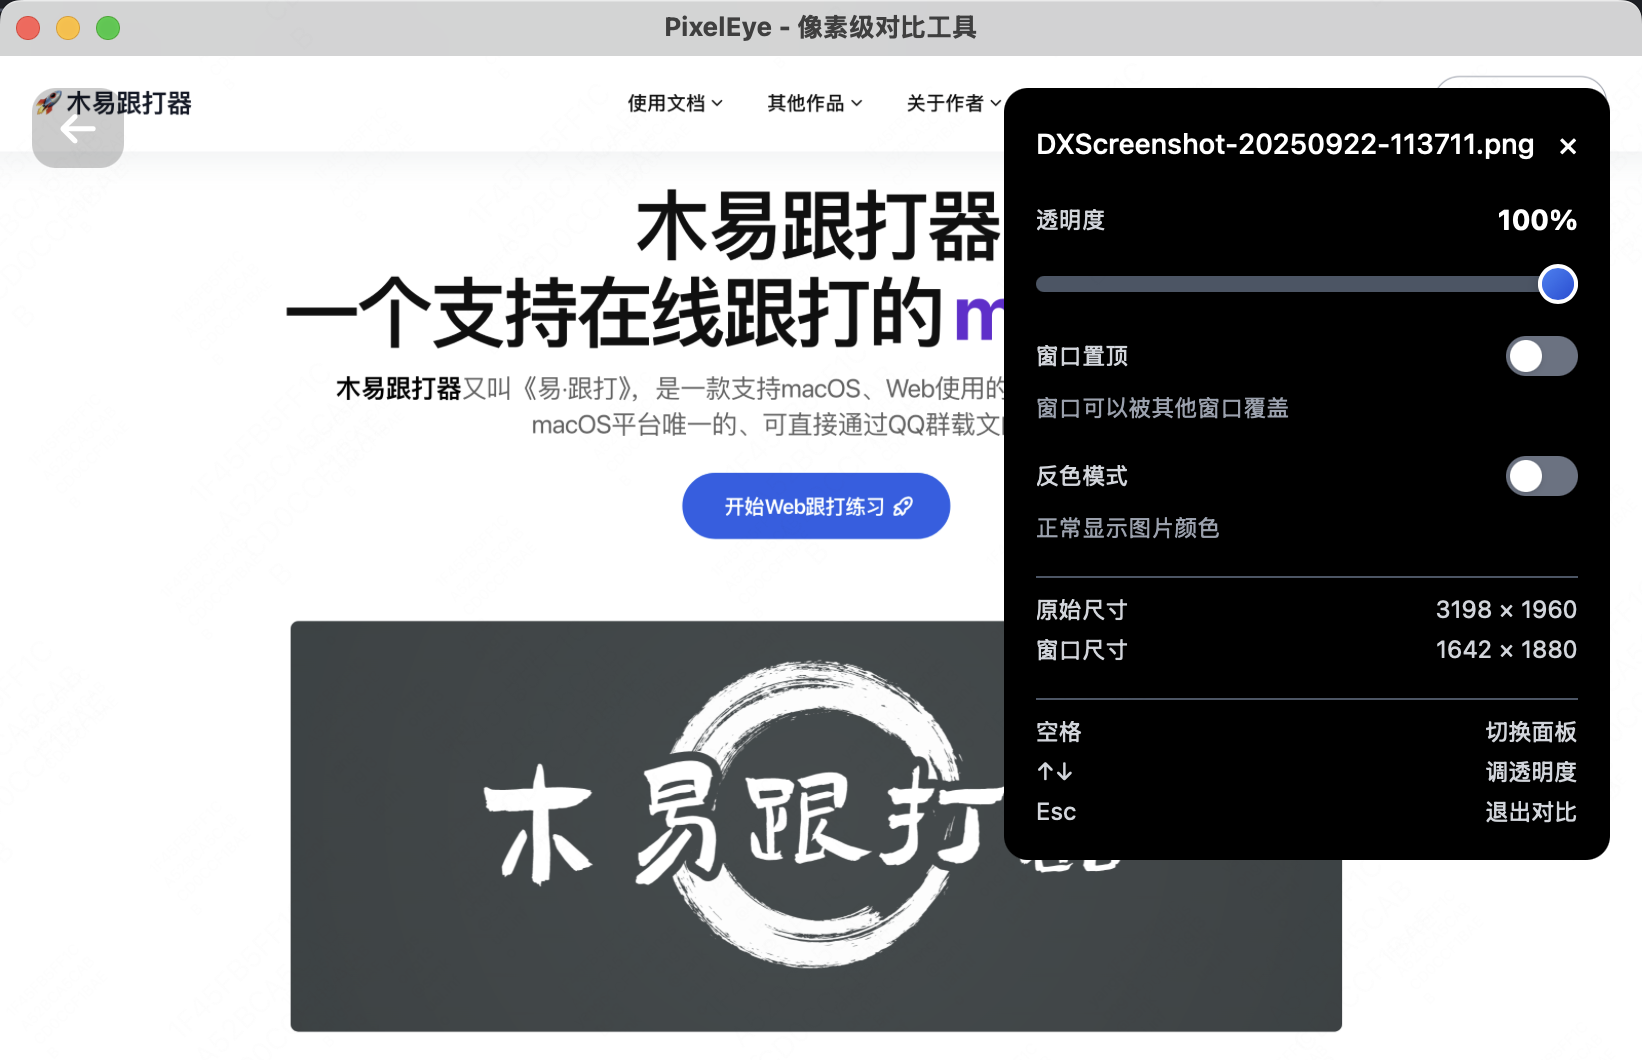 PixelEye - 像素级对比工具
🚀 木易跟打器
使用文档
其他作品
关于作者
木易跟打器
一个支持在线跟打的m
木易跟打器又叫《易·跟打》，是一款支持macOS、Web使用的
macOS平台唯一的、可直接通过QQ群载文
开始Web跟打练习
木易跟打
DXScreenshot-20250922-113711.png ×
透明度 100%
窗口置顶
窗口可以被其他窗口覆盖
反色模式
正常显示图片颜色
原始尺寸 3198 × 1960
窗口尺寸 1642 × 1880
空格 切换面板
↑↓ 调透明度
Esc 退出对比